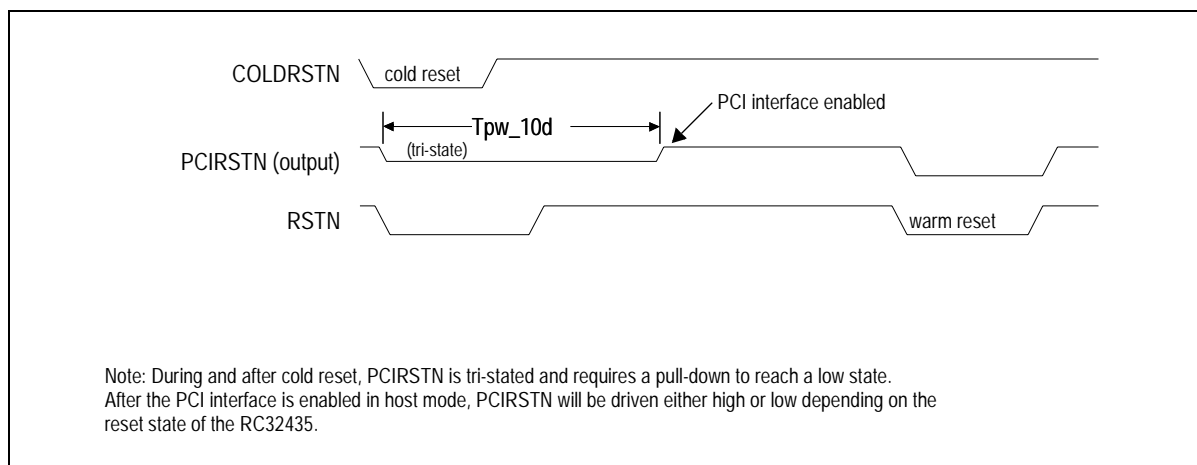 COLDRSTN
cold reset
PCI interface enabled
Tpw_10d
(tri-state)
PCIRSTN (output)
RSTN
warm reset
Note: During and after cold reset, PCIRSTN is tri-stated and requires a pull-down to reach a low state.
After the PCI interface is enabled in host mode, PCIRSTN will be driven either high or low depending on the
reset state of the RC32435.